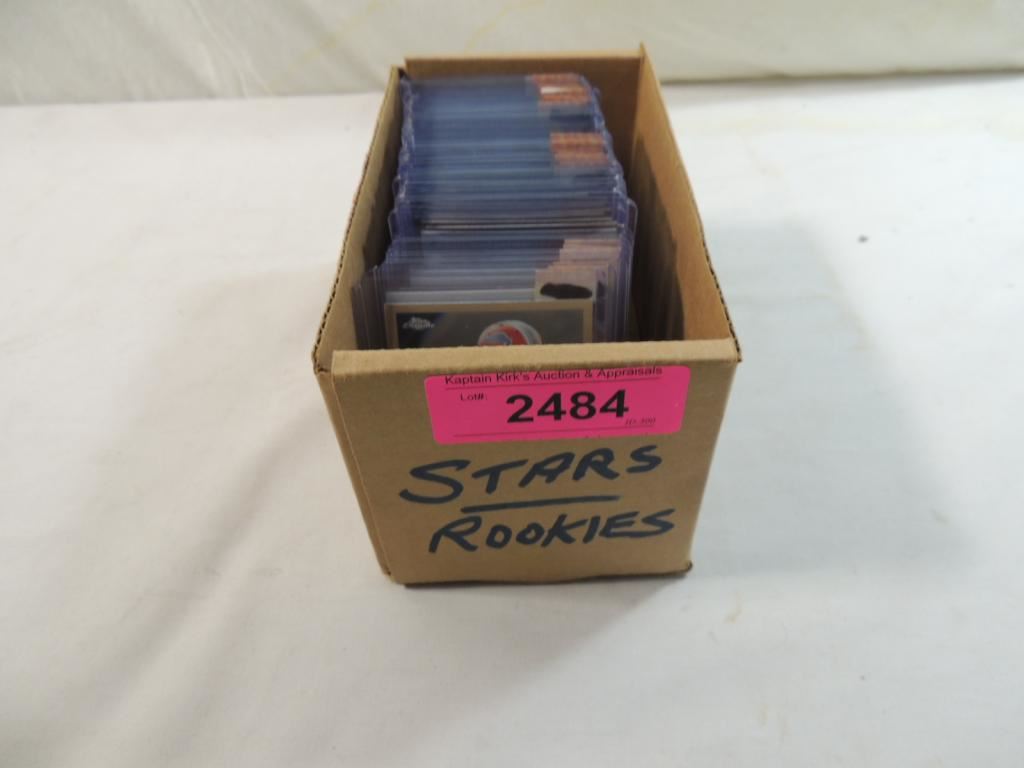 Kaptain Kirk's Auction & Appraisals
Lot#: 2484
STARS
ROOKIES